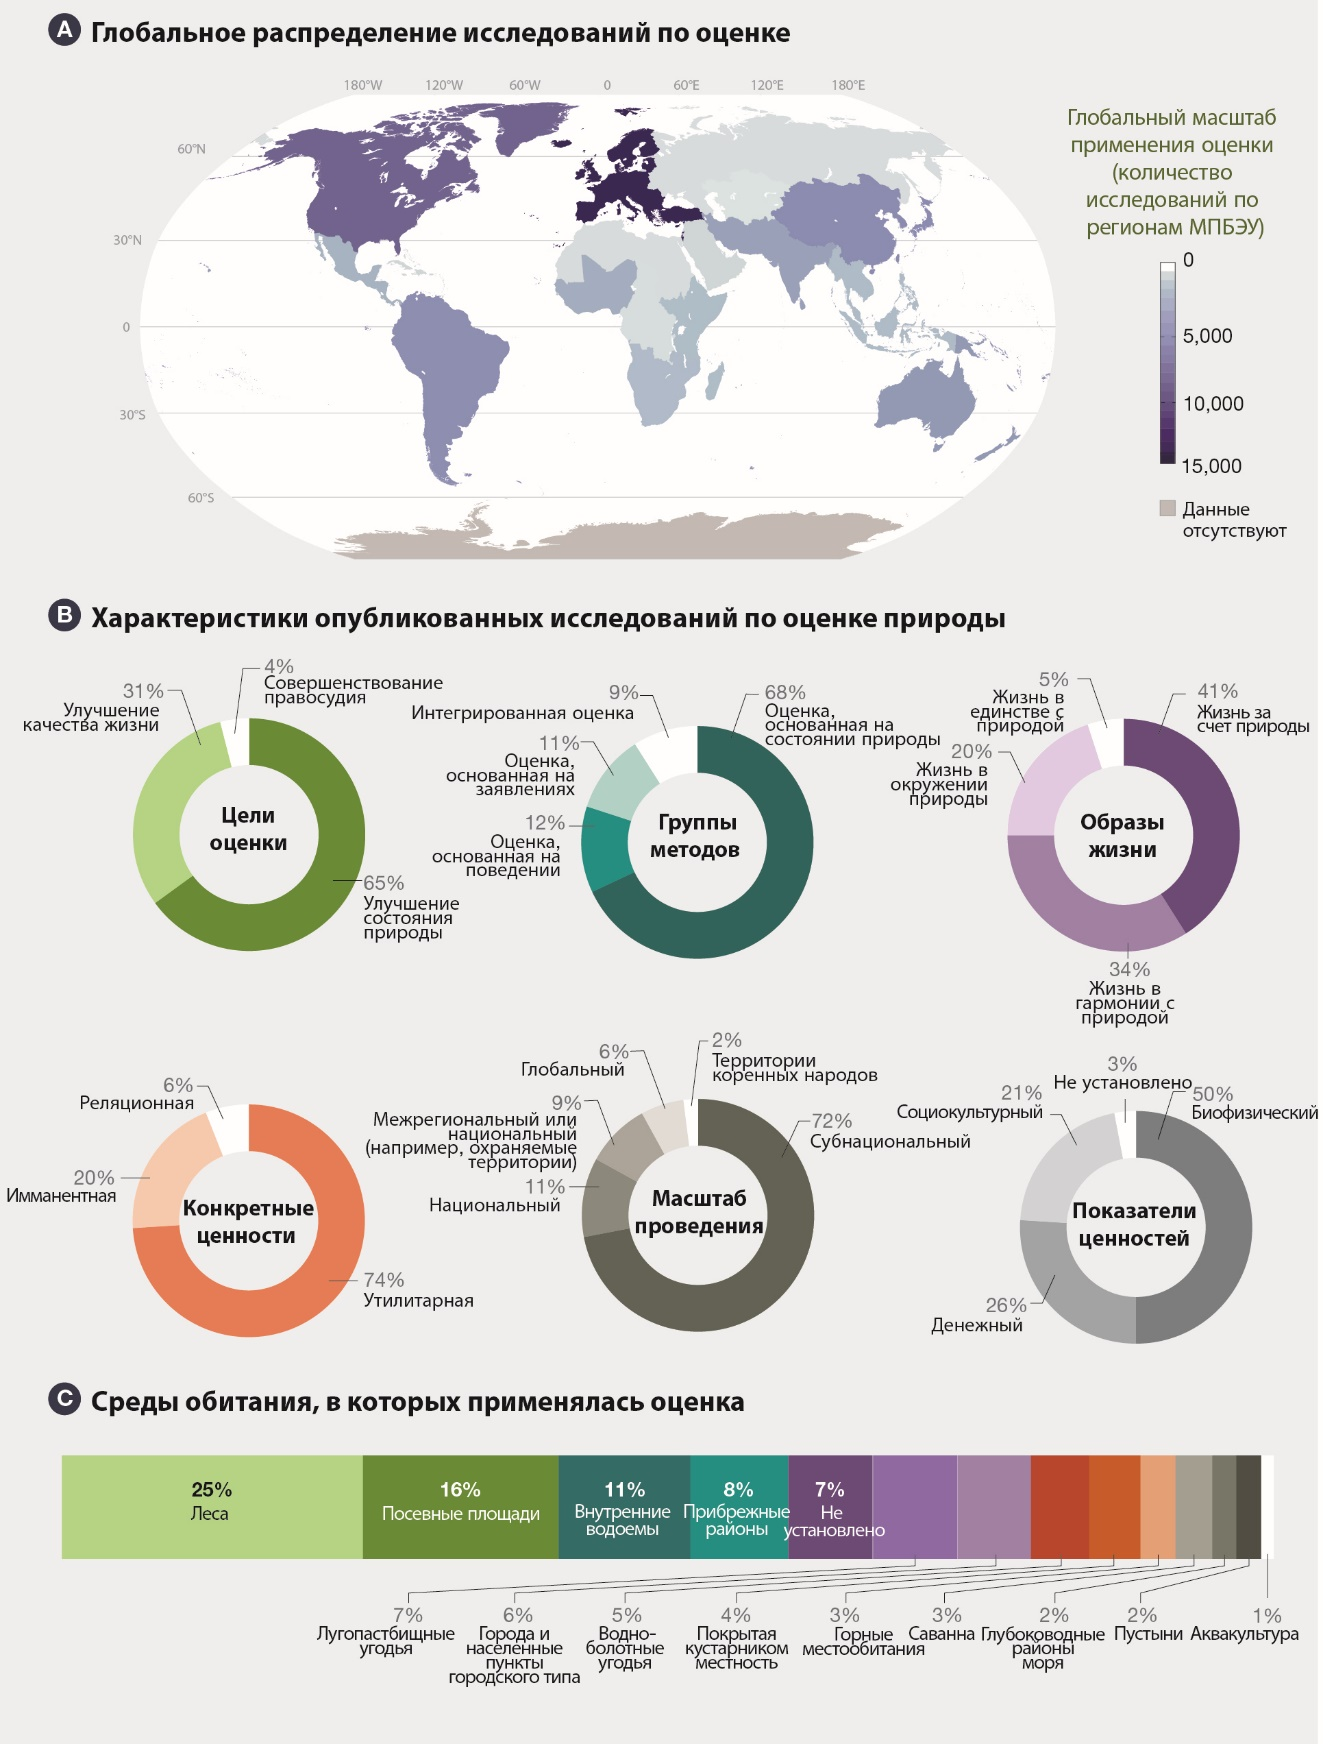 A Глобальное распределение исследований по оценке
180°W 120°W 60°W 0 60°E 120°E 180°E
60°N
30°N
0
30°S
60°S
Глобальный масштаб
применения оценки
(количество
исследований по
регионам МПБЭУ)
0
5,000
10,000
15,000
Данные
отсутствуют
B Характеристики опубликованных исследований по оценке природы
4%
Совершенствование
правосудия
31%
Улучшение
качества жизни
Цели
оценки
65%
Улучшение
состояния
природы
9%
Интегрированная оценка
68%
Оценка,
основанная на
состоянии природы
11%
Оценка,
основанная на
заявлениях
12%
Оценка,
основанная на
поведении
Группы
методов
5%
Жизнь в
единстве с
природой
41%
Жизнь за
счет природы
20%
Жизнь в
окружении
природы
Образы
жизни
34%
Жизнь в
гармонии с
природой
6%
Реляционная
20%
Имманентная
Конкретные
ценности
74%
Утилитарная
6%
Глобальный
2%
Территории
коренных народов
9%
Межрегиональный или
национальный
(например, охраняемые
территории)
72%
Субнациональный
11%
Национальный
Масштаб
проведения
3%
Не установлено
21%
Социокультурный
50%
Биофизический
Показатели
ценностей
26%
Денежный
C Среды обитания, в которых применялась оценка
25%
Леса
16%
Посевные площади
11%
Внутренние
водоемы
8%
Прибрежные
районы
7%
Не
установлено
7%
Лугопастбищные
угодья
6%
Города и
населенные
пункты
городского типа
5%
Водно-
болотные
угодья
4%
Покрытая
кустарником
местность
3%
Горные
местообитания
3%
Саванна
2%
Глубоководные
районы
моря
2%
Пустыни
1%
Аквакультура